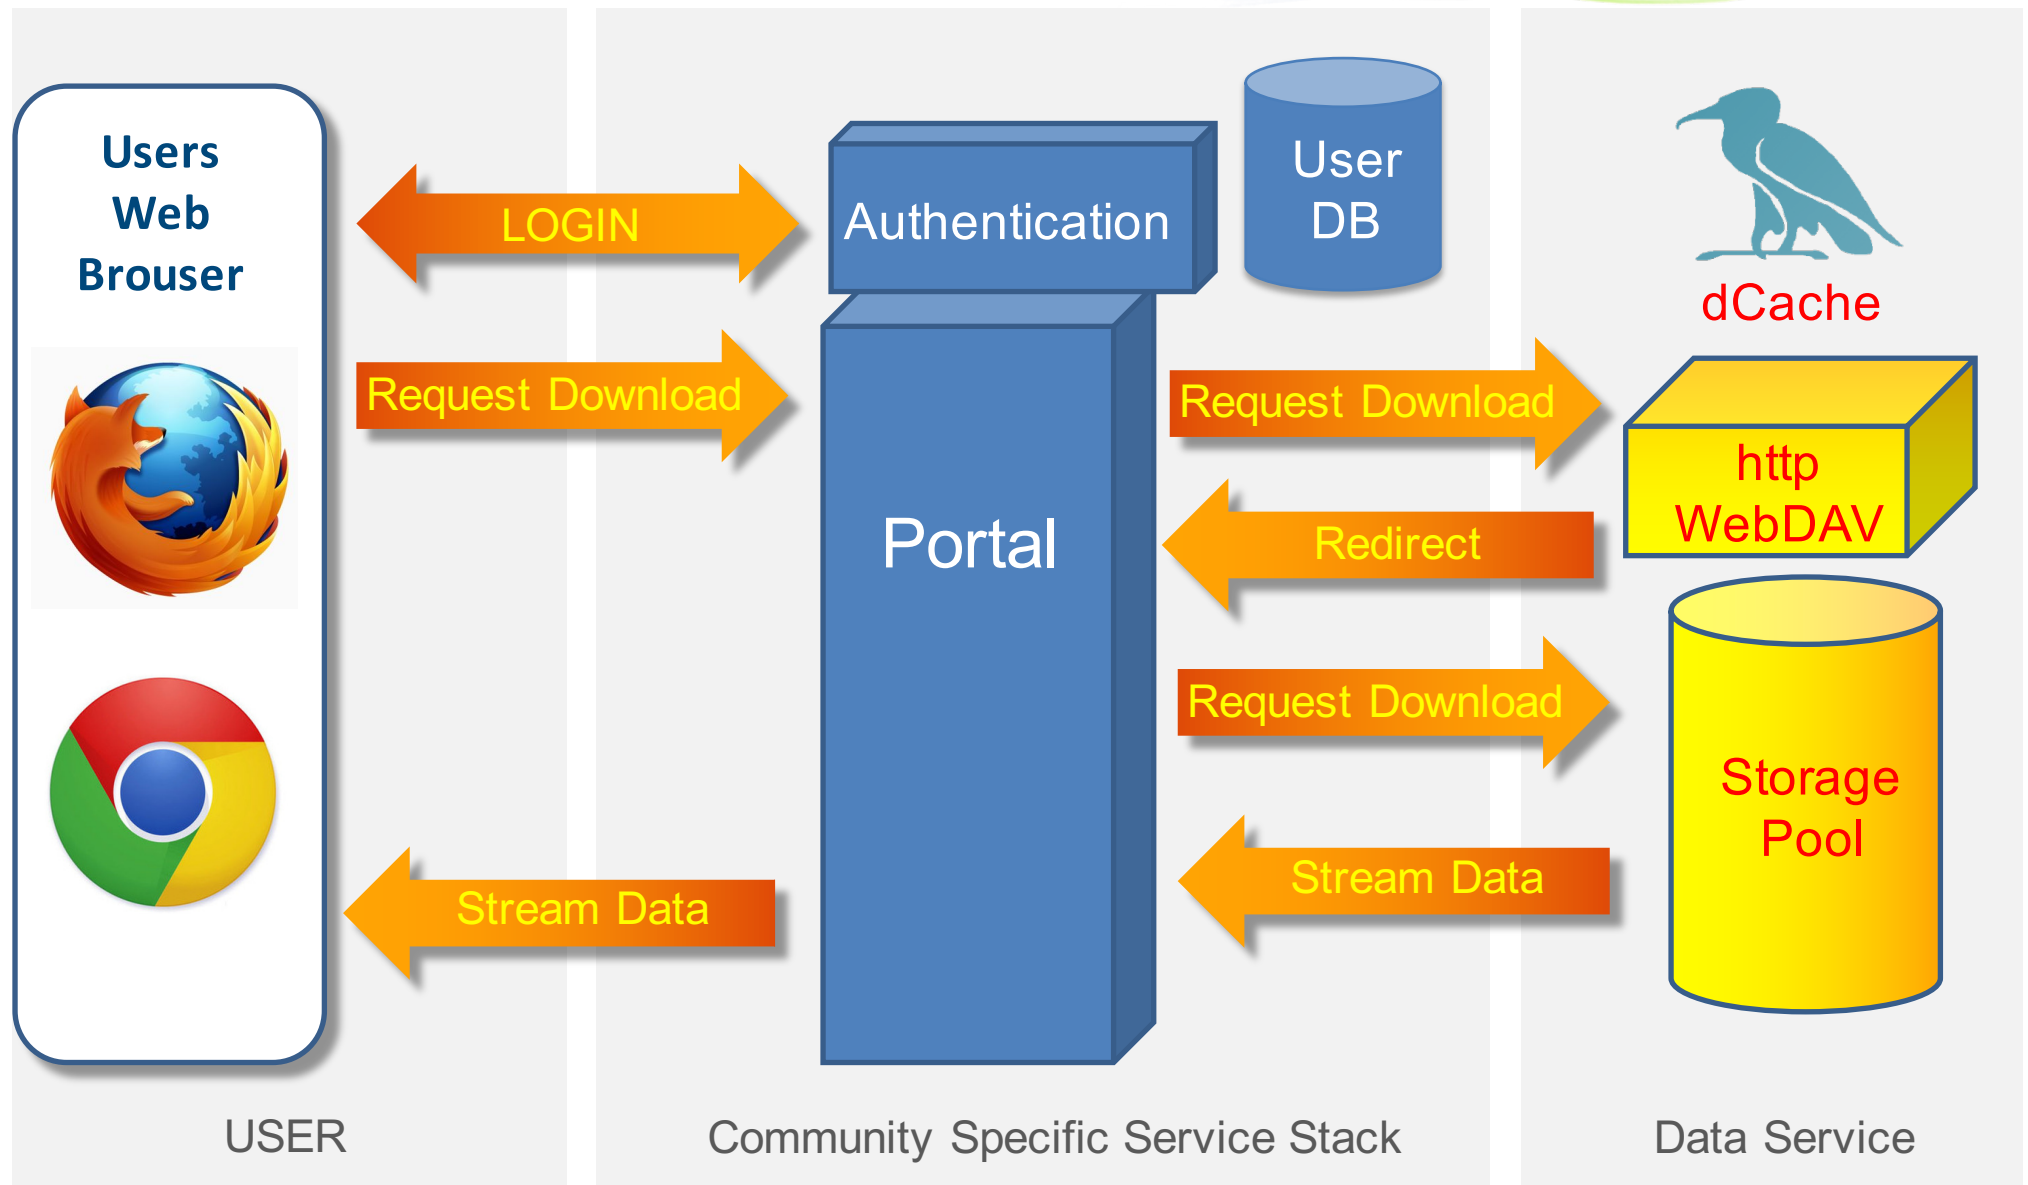 Users
Web
Brouser
LOGIN
Authentication
User
DB
dCache
Request Download
Request Download
http
WebDAV
Portal
Redirect
Request Download
Storage
Pool
Stream Data
Stream Data
USER
Community Specific Service Stack
Data Service